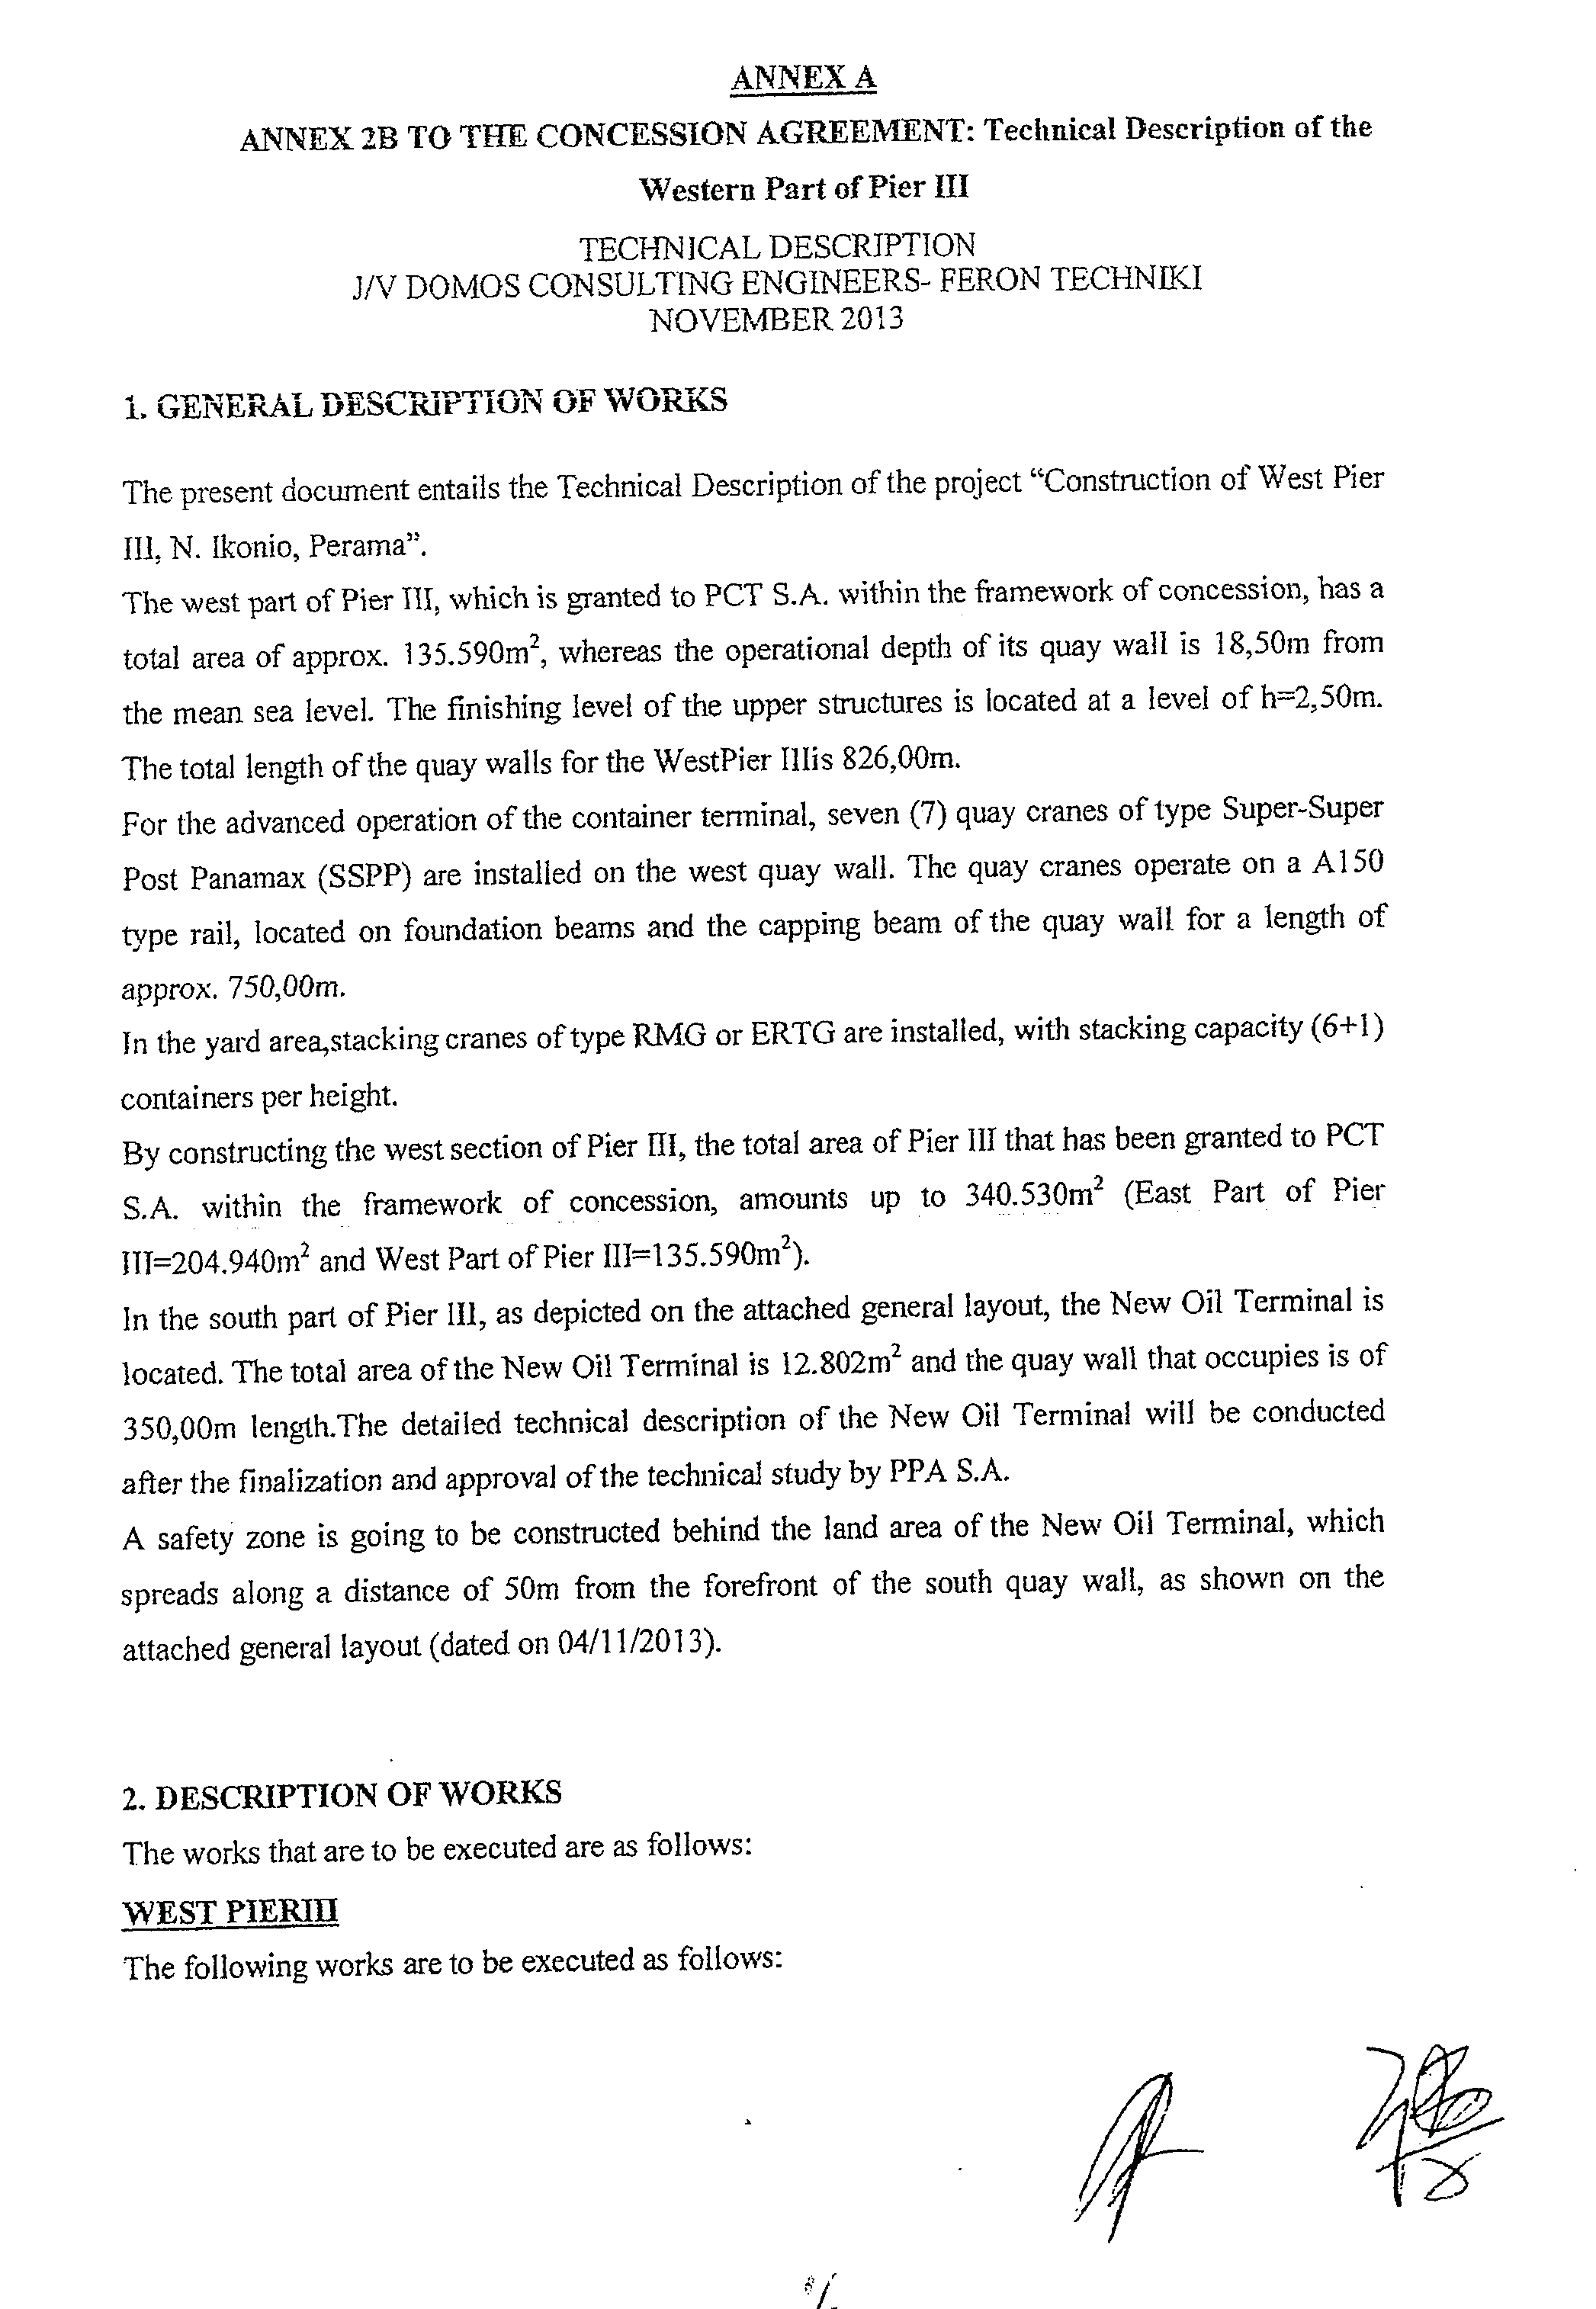 ANNEX A
ANNEX 2B TO THE CONCESSION AGREEMENT: Technical Description of the
Western Part of Pier III
TECHNICAL DESCRIPTION
J/V DOMOS CONSULTING ENGINEERS- FERON TECHNIKI
NOVEMBER 2013
1. GENERAL DESCRIPTION OF WORKS
The present document entails the Technical Description of the project “Construction of West Pier
III, N. Ikonio, Perama”.
The west part of Pier III, which is granted to PCT S.A. within the framework of concession, has a
total area of approx. 135.590m², whereas the operational depth of its quay wall is 18,50m from
the mean sea level. The finishing level of the upper structures is located at a level of h=2,50m.
The total length of the quay walls for the WestPier IIIis 826,00m.
For the advanced operation of the container terminal, seven (7) quay cranes of type Super-Super
Post Panamax (SSPP) are installed on the west quay wall. The quay cranes operate on a A150
type rail, located on foundation beams and the capping beam of the quay wall for a length of
approx. 750,00m.
In the yard area,stacking cranes of type RMG or ERTG are installed, with stacking capacity (6+1)
containers per height.
By constructing the west section of Pier III, the total area of Pier III that has been granted to PCT
S.A. within the framework of concession, amounts up to 340.530m² (East Part of Pier
III=204.940m² and West Part of Pier III=135.590m²).
In the south part of Pier III, as depicted on the attached general layout, the New Oil Terminal is
located. The total area of the New Oil Terminal is 12.802m² and the quay wall that occupies is of
350,00m length.The detailed technical description of the New Oil Terminal will be conducted
after the finalization and approval of the technical study by PPA S.A.
A safety zone is going to be constructed behind the land area of the New Oil Terminal, which
spreads along a distance of 50m from the forefront of the south quay wall, as shown on the
attached general layout (dated on 04/11/2013).
2. DESCRIPTION OF WORKS
The works that are to be executed are as follows:
WEST PIERIII
The following works are to be executed as follows: